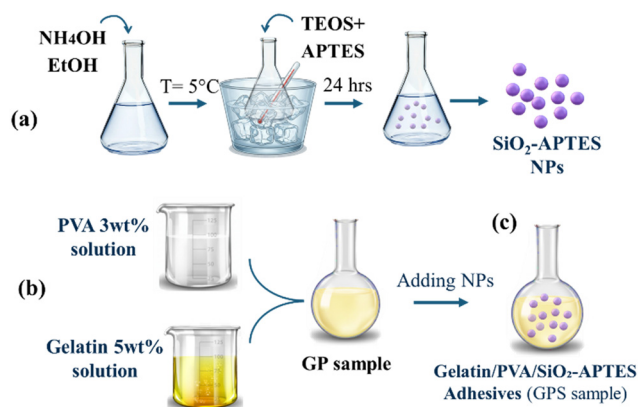 NH4OH
EtOH
TEOS+
APTES
T= 5°C
24 hrs
(a)
SiO₂-APTES
NPs
PVA 3wt%
solution
(b)
Gelatin 5wt%
solution
GP sample
Adding NPs
(c)
Gelatin/PVA/SiO₂-APTES
Adhesives (GPS sample)